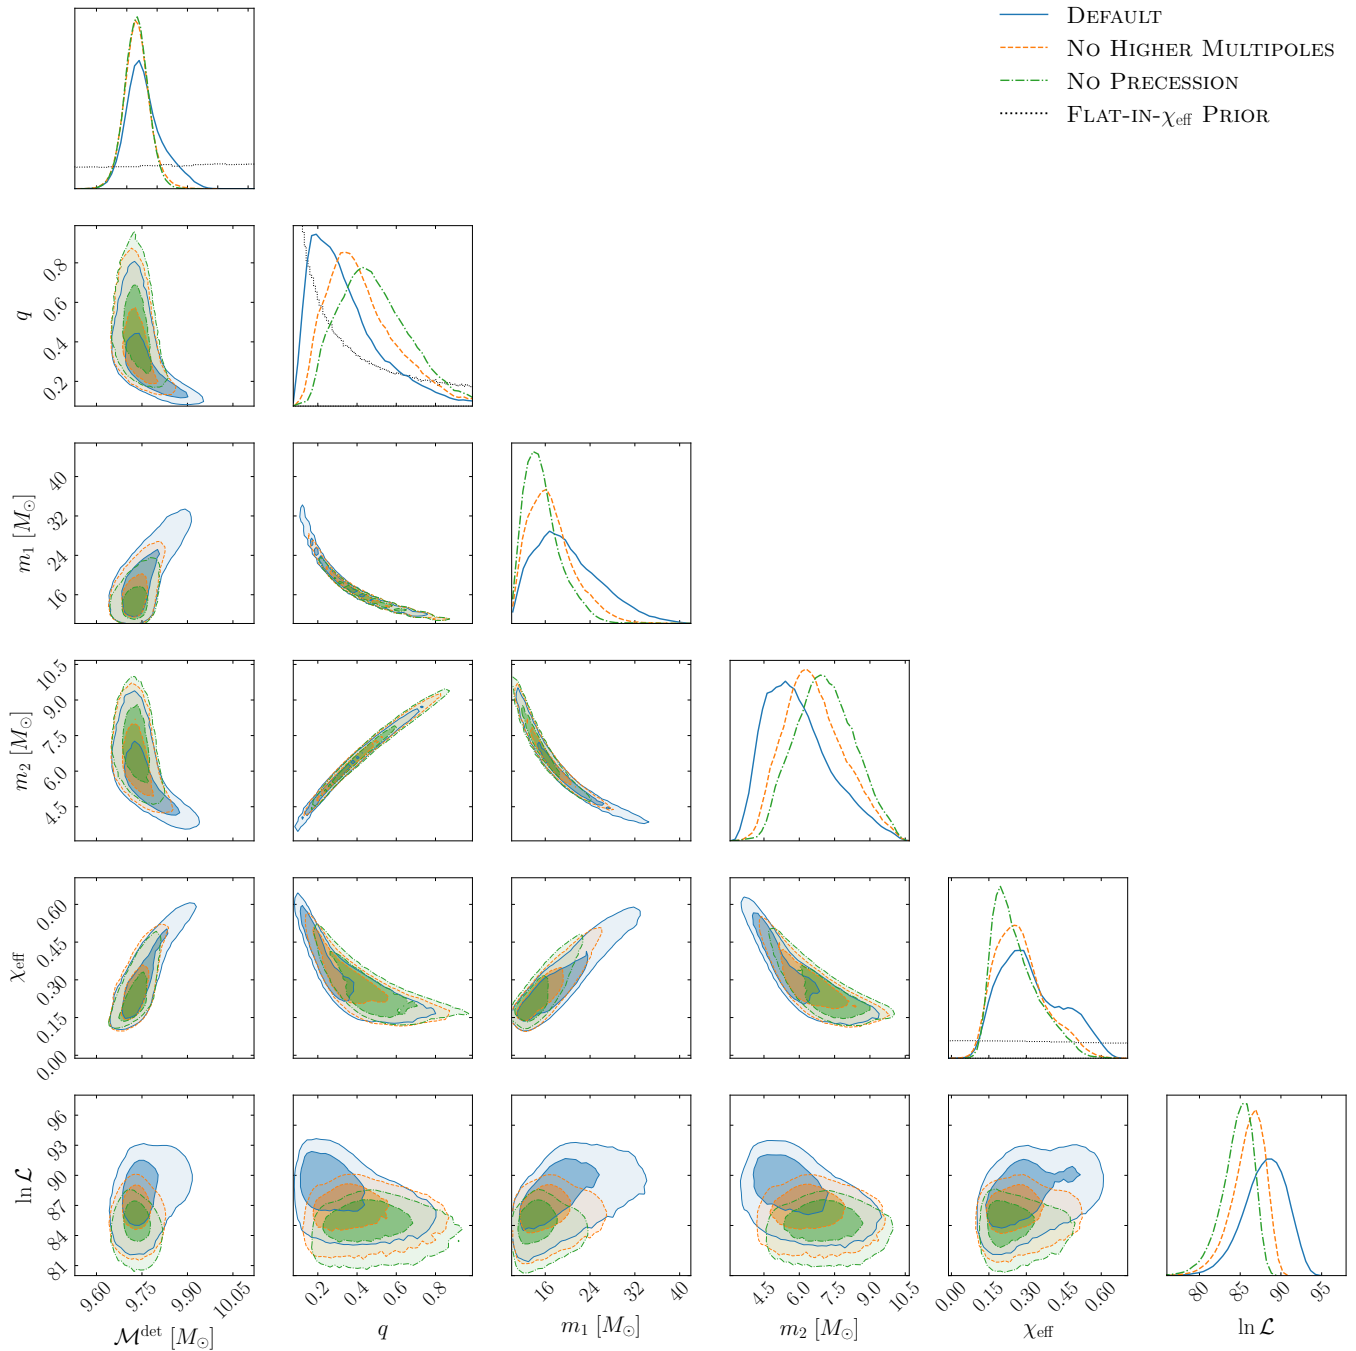 DEFAULT
NO HIGHER MULTIPOLES
NO PRECESSION
FLAT-IN-χeff PRIOR
q
0.8
0.6
0.4
0.2
m1 [M⊙]
40
32
24
16
m2 [M⊙]
10.5
9.0
7.5
6.0
4.5
χeff
0.60
0.45
0.30
0.15
0.00
ln L
96
93
90
87
84
81
9.60 9.75 9.90 10.05
0.2 0.4 0.6 0.8
16 24 32 40
4.5 6.0 7.5 9.0 10.5
0.00 0.15 0.30 0.45 0.60
80 85 90 95
M^det [M⊙]
q
m1 [M⊙]
m2 [M⊙]
χeff
ln L